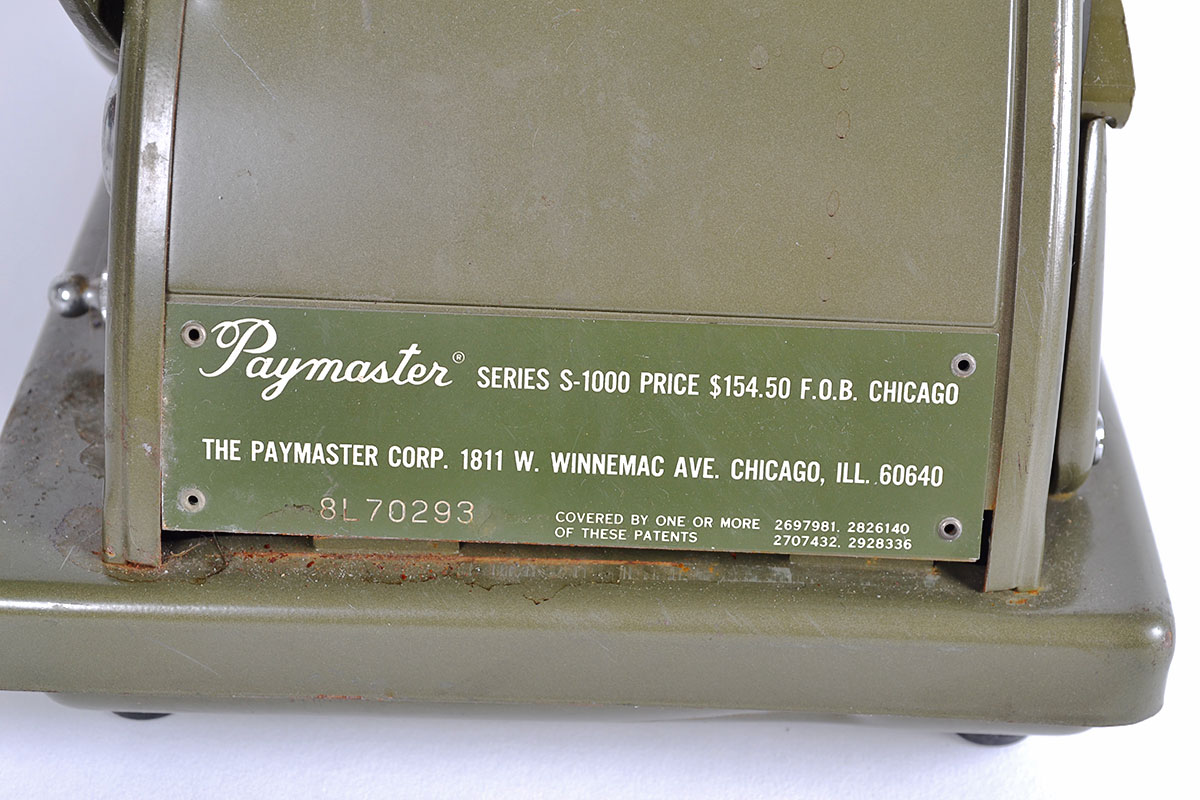 Paymaster® SERIES S-1000 PRICE $154.50 F.O.B. CHICAGO
THE PAYMASTER CORP. 1811 W. WINNEMAC AVE. CHICAGO, ILL. 60640
8L70293
COVERED BY ONE OR MORE 2697981, 2826140
OF THESE PATENTS 2707432, 2928336